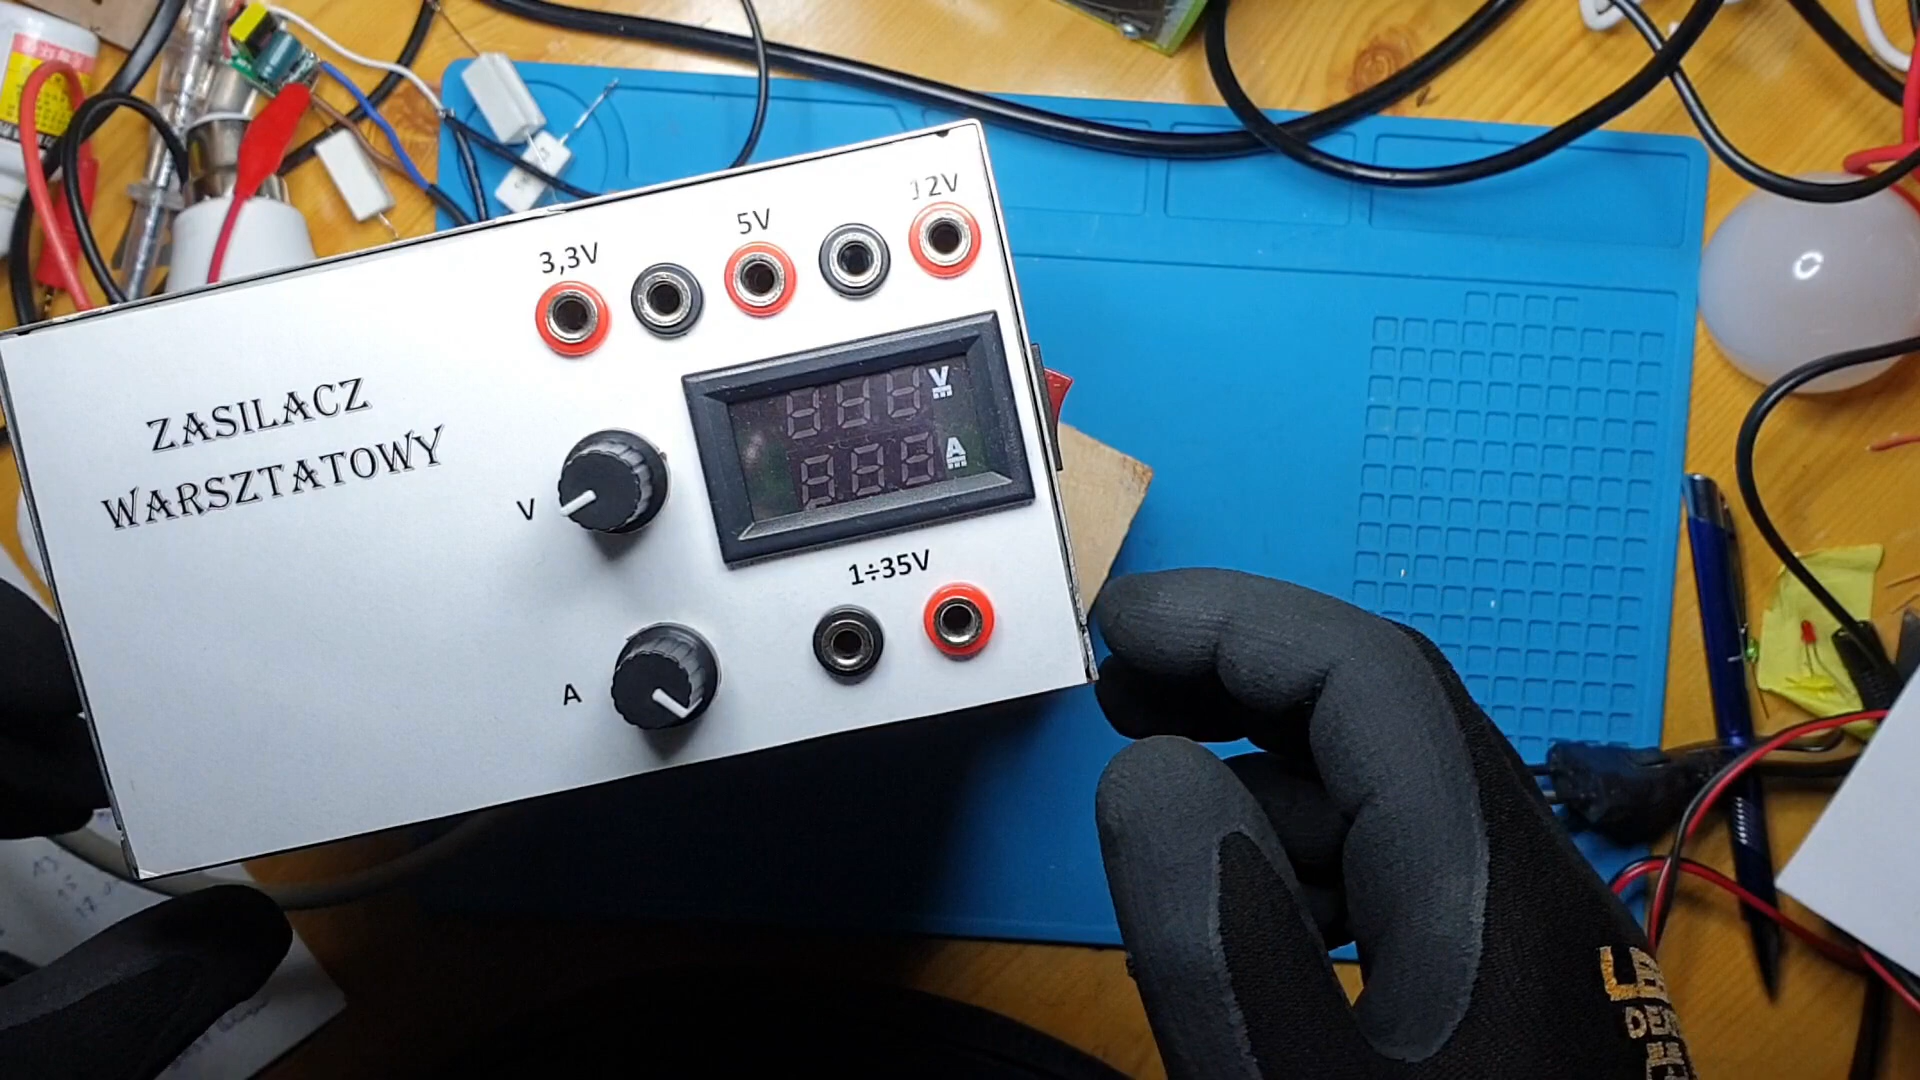 12V
5V
3,3V
V
A
ZASILACZ
WARSZTATOWY
V
1÷35V
A